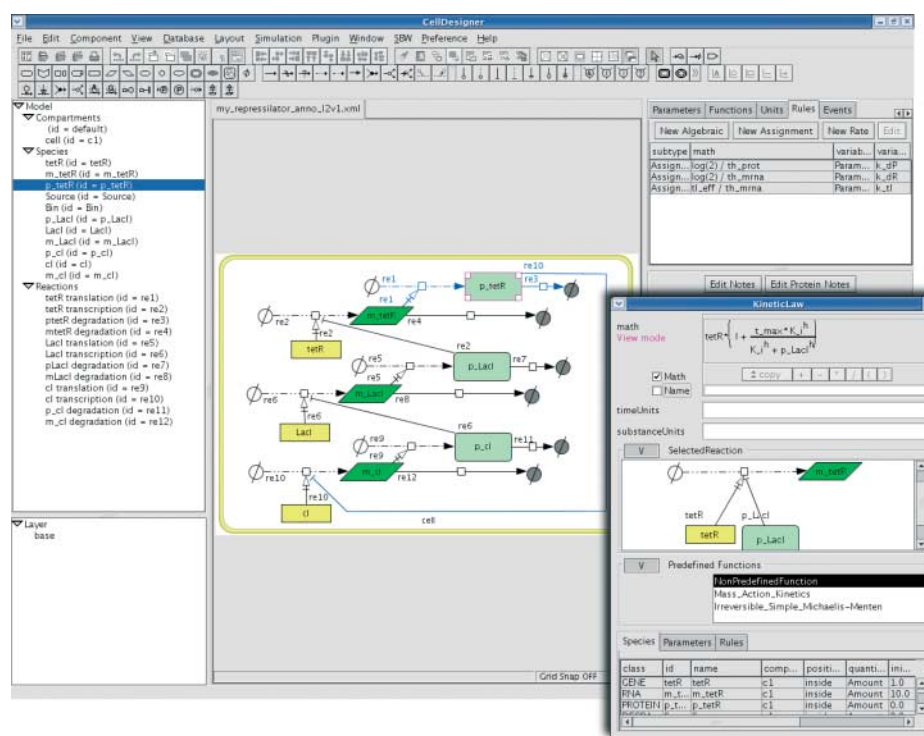 CellDesigner
File Edit Component View Database Layout Simulation Plugin Window SBW Preference Help
Model
Compartments
(id = default)
cell (id = c1)
Species
tetR (id = tetR)
m_tetR (id = m_tetR)
p_tetR (id = p_tetR)
Source (id = Source)
Bin (id = Bin)
p_LacI (id = p_LacI)
LacI (id = LacI)
m_LacI (id = m_LacI)
p_cI (id = p_cI)
cI (id = cI)
m_cI (id = m_cI)
Reactions
tetR translation (id = re1)
tetR transcription (id = re2)
ptetR degradation (id = re3)
mtetR degradation (id = re4)
LacI translation (id = re5)
LacI transcription (id = re6)
pLacI degradation (id = re7)
mLacI degradation (id = re8)
cI translation (id = re9)
cI transcription (id = re10)
p_cI degradation (id = re11)
m_cI degradation (id = re12)
Layer
base
my_repressilator_anno_l2v1.xml
re10
re1 p_tetR re3
re1
re2 m_tetR re4
re2
tetR re2
re5 p_LacI re7
re5
re6 m_LacI re8
re6
LacI re6
re9 p_cI re11
re9
re10 m_cI re12
re10
cI
cell
Grid Snap OFF
Parameters Functions Units Rules Events
New Algebraic New Assignment New Rate Edit
subtype math variab... varia...
Assign... log(2) / th_prot Param... k_dP
Assign... log(2) / th_mrna Param... k_dR
Assign... tl_eff / th_mrna Param... k_tl
Edit Notes Edit Protein Notes
KineticLaw
math
View mode
tetR*( l + t_max*K_i^h
K_i^h + p_LacI^h )
Math copy + - * / ( )
Name
timeUnits
substanceUnits
V SelectedReaction
m_tetR
tetR p_LacI
tetR p_LacI
V Predefined Functions
NonPredefinedFunction
Mass_Action_Kinetics
Irreversible_Simple_Michaelis-Menten
Species Parameters Rules
class id name comp... positi... quanti... ini...
GENE tetR tetR c1 inside Amount 1.0
RNA m_t... m_tetR c1 inside Amount 10.0
PROTEIN p_t... p_tetR c1 inside Amount 0.0